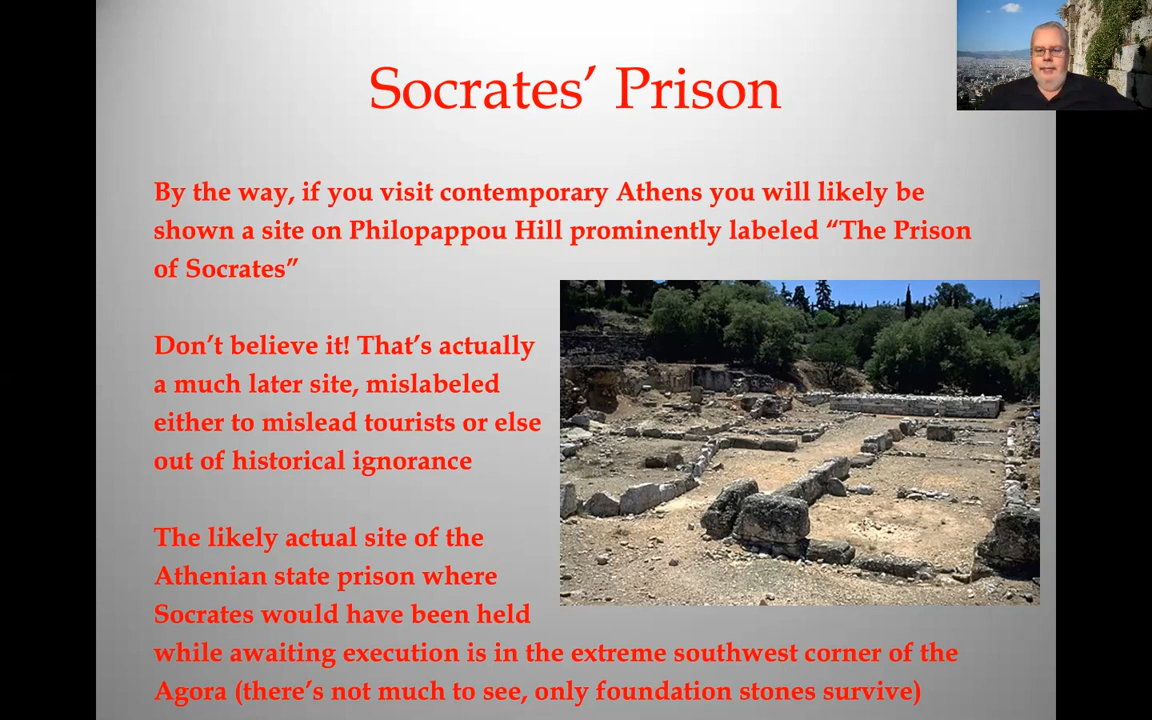 Socrates’ Prison
By the way, if you visit contemporary Athens you will likely be
shown a site on Philopappou Hill prominently labeled “The Prison
of Socrates”
Don’t believe it! That’s actually
a much later site, mislabeled
either to mislead tourists or else
out of historical ignorance
The likely actual site of the
Athenian state prison where
Socrates would have been held
while awaiting execution is in the extreme southwest corner of the
Agora (there’s not much to see, only foundation stones survive)